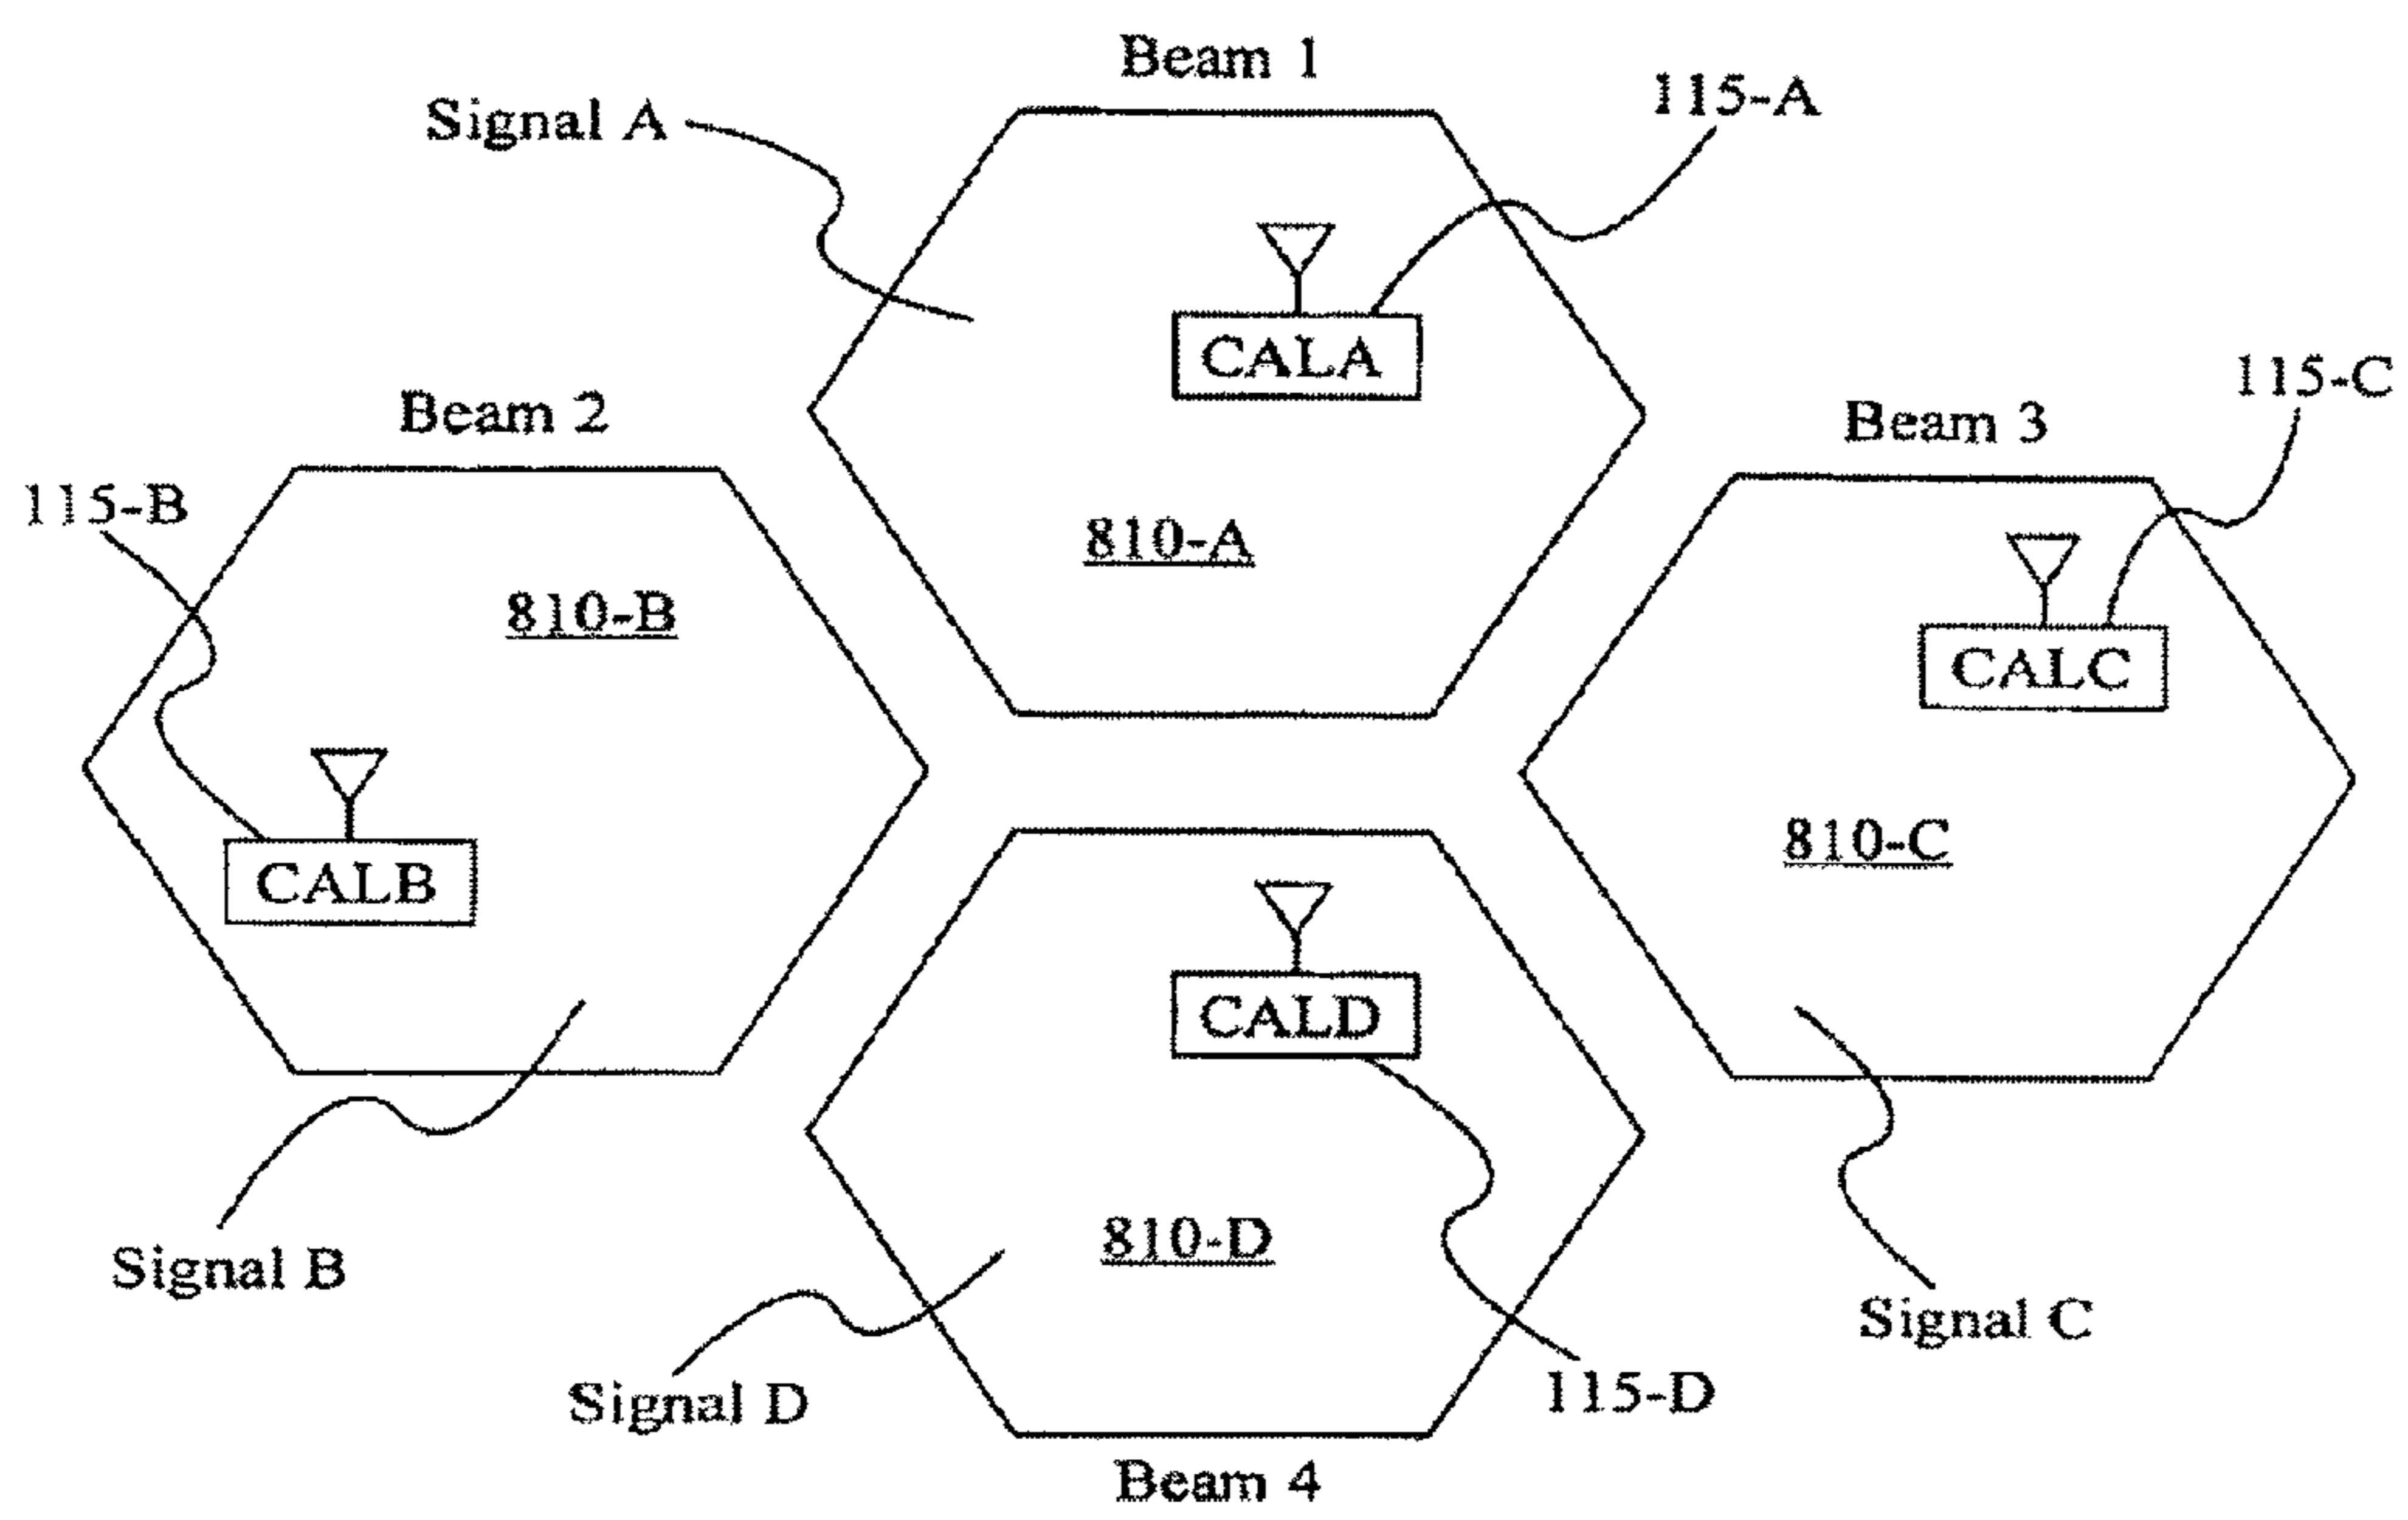 Beam 1
Signal A
115-A
CALA
810-A
Beam 2
115-B
810-B
CALB
Signal B
Beam 3
115-C
CALC
810-C
Signal C
CALD
810-D
Signal D
115-D
Beam 4